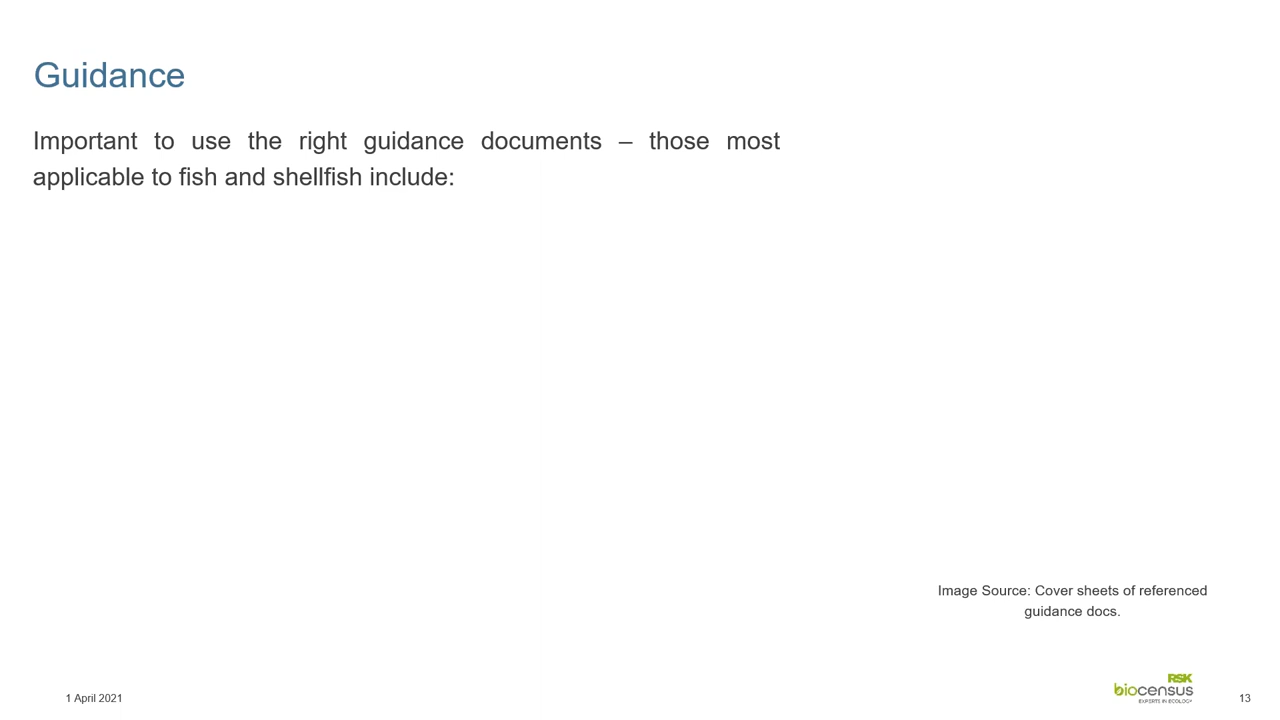 Guidance
Important to use the right guidance documents – those most
applicable to fish and shellfish include:
Image Source: Cover sheets of referenced
guidance docs.
1 April 2021
RSK
biocensus
EXPERTS IN ECOLOGY
13